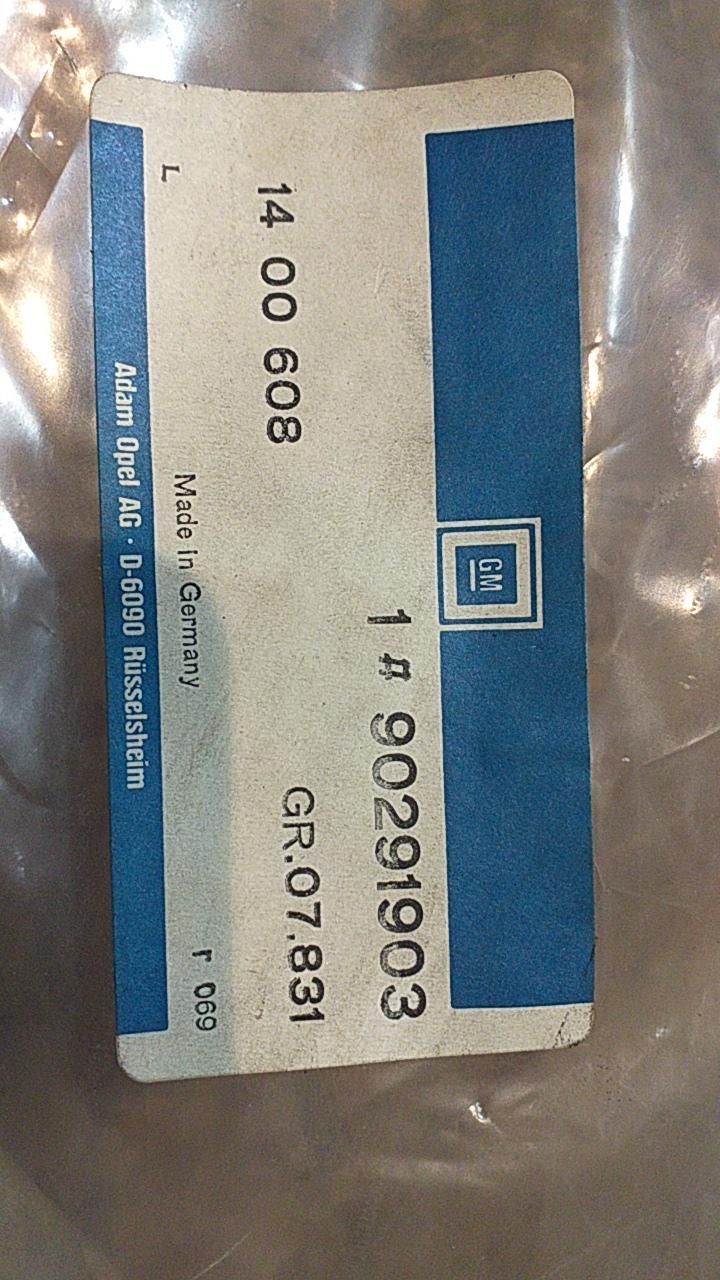 GM
1 # 90291903
14 00 608 GR.07.831
L Made in Germany r 069
Adam Opel AG · D-6090 Rüsselsheim